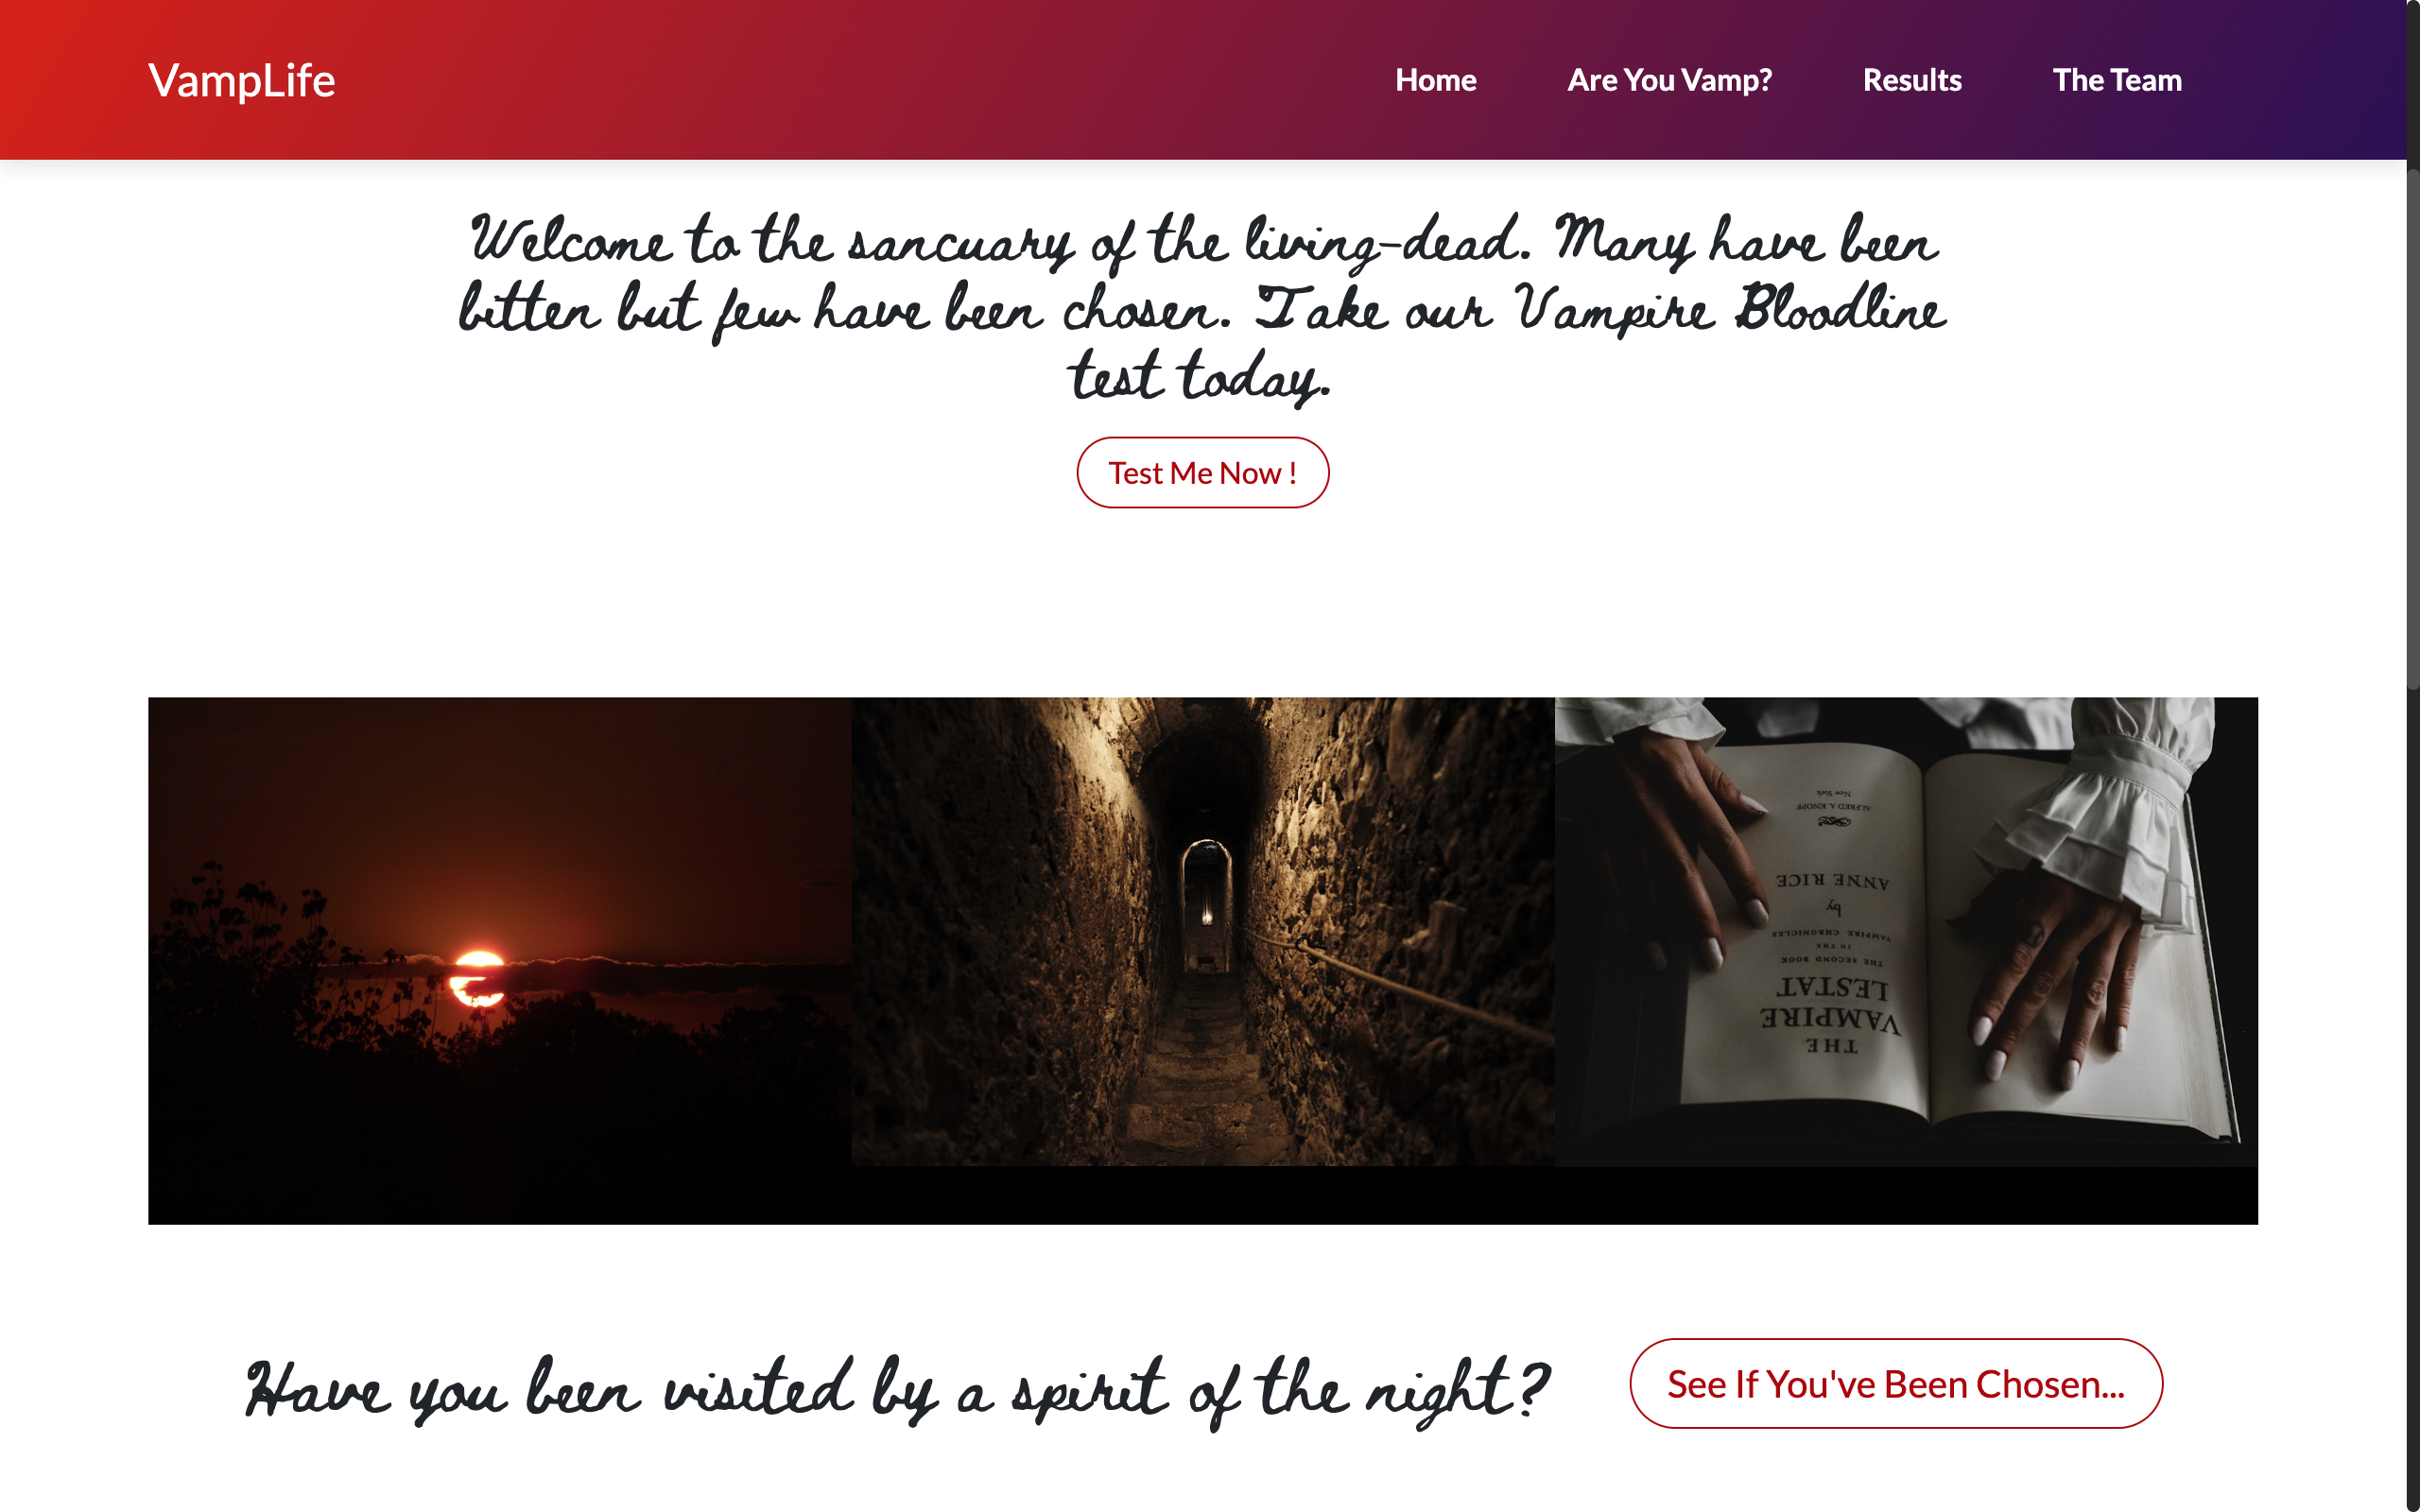 VampLife
Home
Are You Vamp?
Results
The Team
Welcome to the sancuary of the living-dead. Many have been
bitten but few have been chosen. Take our Vampire Bloodline
test today.
Test Me Now !
THE
VAMPIRE
LESTAT
THE SECOND BOOK
IN THE
VAMPIRE CHRONICLES
by
ANNE RICE
ALFRED A. KNOPF
New York
Have you been visited by a spirit of the night?
See If You've Been Chosen...